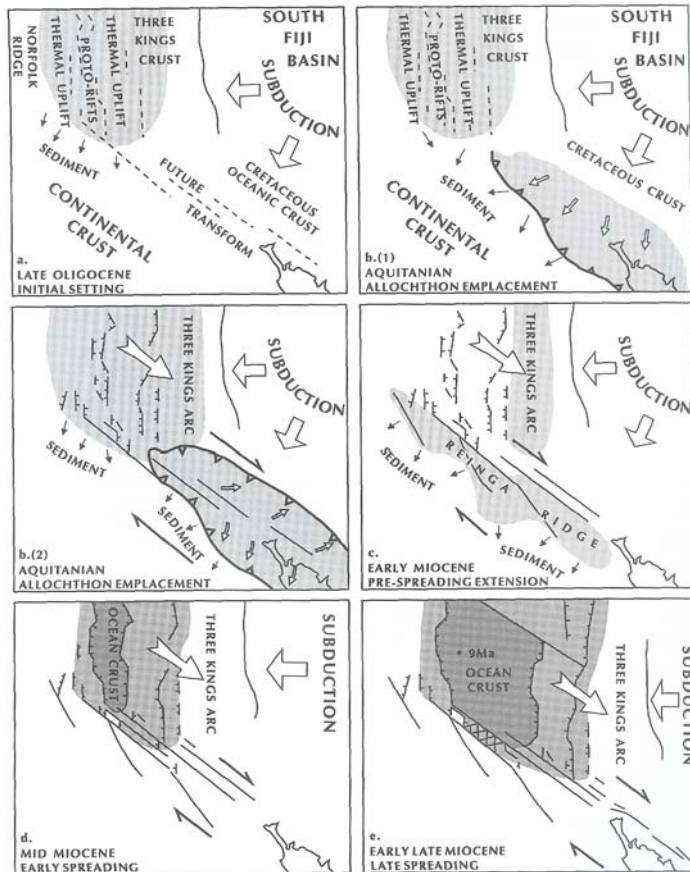 NORFOLK RIDGE
THERMAL UPLIFT
PROTO-RIFTS
THERMAL UPLIFT
THREE
KINGS
CRUST
SOUTH
FIJI
BASIN
SUBDUCTION
SEDIMENT
CONTINENTAL
CRUST
FUTURE
TRANSFORM
CRETACEOUS
OCEANIC CRUST
a.
LATE OLIGOCENE
INITIAL SETTING
THERMAL UPLIFT
PROTO-RIFTS
THERMAL UPLIFT
THREE
KINGS
CRUST
SOUTH
FIJI
BASIN
SUBDUCTION
SEDIMENT
CONTINENTAL
CRUST
CRETACEOUS CRUST
b.(1)
AQUITANIAN
ALLOCHTHON EMPLACEMENT
THREE KINGS ARC
SUBDUCTION
SEDIMENT
SEDIMENT
b.(2)
AQUITANIAN
ALLOCHTHON EMPLACEMENT
THREE KINGS ARC
SUBDUCTION
SEDIMENT
REINGA
RIDGE
SEDIMENT
c.
EARLY MIOCENE
PRE-SPREADING EXTENSION
OCEAN
CRUST
THREE KINGS ARC
SUBDUCTION
d.
MID MIOCENE
EARLY SPREADING
9Ma
OCEAN
CRUST
THREE KINGS ARC
SUBDUCTION
e.
EARLY LATE MIOCENE
LATE SPREADING